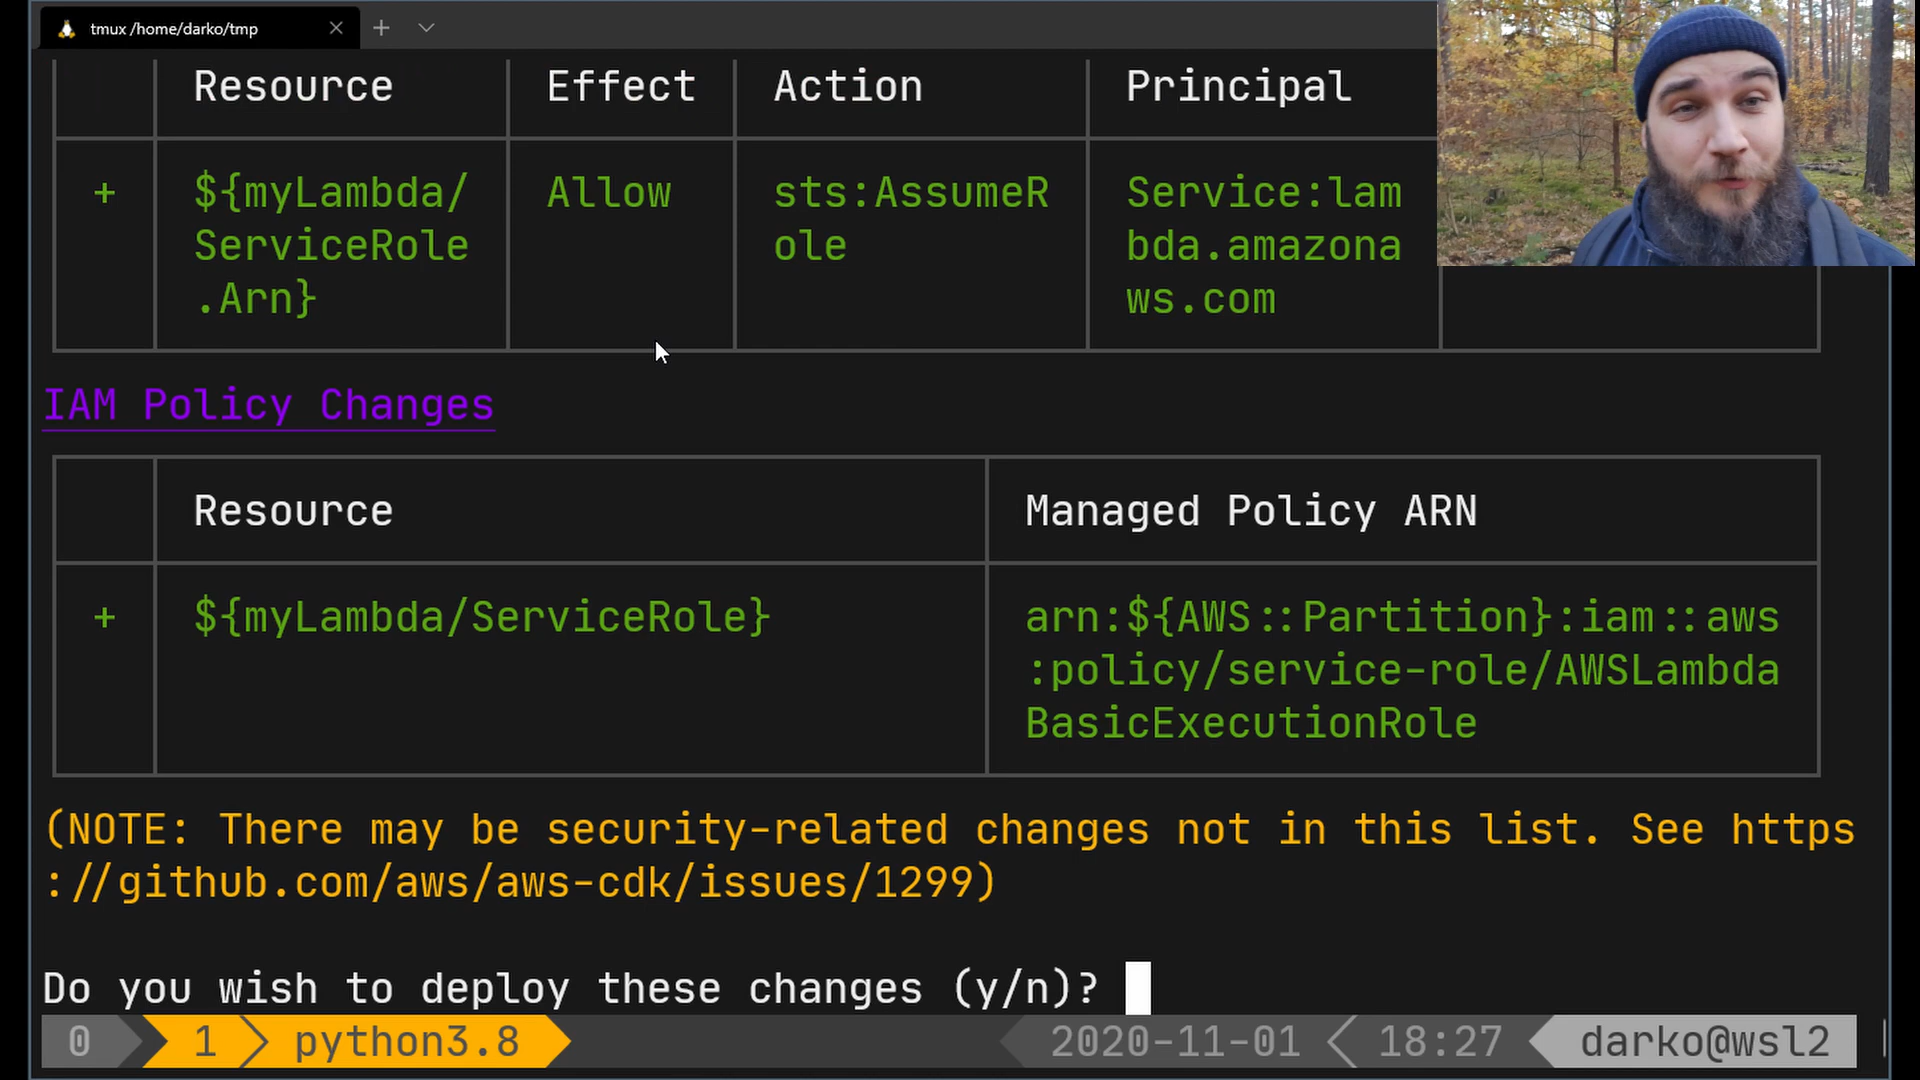 tmux /home/darko/tmp
Resource Effect Action Principal
+ ${myLambda/ Allow sts:AssumeR Service:lam
ServiceRole ole bda.amazona
.Arn} ws.com
IAM Policy Changes
Resource Managed Policy ARN
+ ${myLambda/ServiceRole} arn:${AWS::Partition}:iam::aws
:policy/service-role/AWSLambda
BasicExecutionRole
(NOTE: There may be security-related changes not in this list. See https
://github.com/aws/aws-cdk/issues/1299)
Do you wish to deploy these changes (y/n)?
0 1 python3.8 2020-11-01 18:27 darko@wsl2